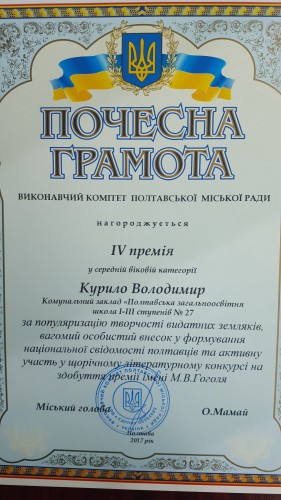 ПОЧЕСНА
ГРАМОТА
ВИКОНАВЧИЙ КОМІТЕТ ПОЛТАВСЬКОЇ МІСЬКОЇ РАДИ
нагороджується
IV премія
у середній віковій категорії
Курило Володимир
Комунальний заклад «Полтавська загальноосвітня
школа І-ІІІ ступенів № 27
за популяризацію творчості видатних земляків,
вагомий особистий внесок у формування
національної свідомості полтавців та активну
участь у щорічному літературному конкурсі на
здобуття премії імені М.В.Гоголя
Міський голова О.Мамай
Полтава
2017 рік